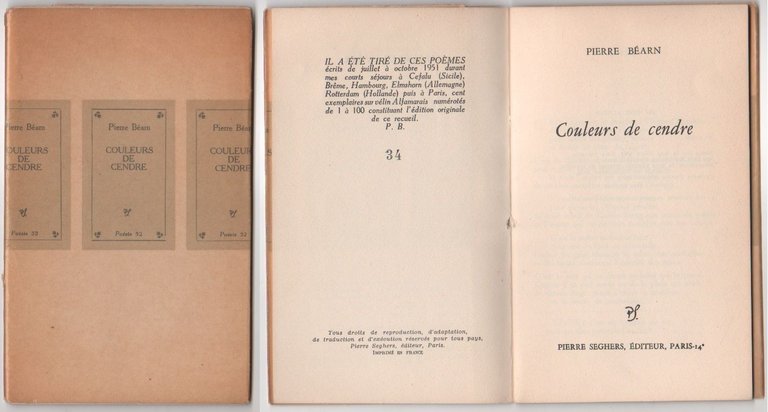 Pierre Béarn
COULEURS
DE
CENDRE
Poésie 52
Pierre Béarn
COULEURS
DE
CENDRE
Poésie 52
Pierre Béarn
COULEURS
DE
CENDRE
Poésie 52
IL A ÉTÉ TIRÉ DE CES POÈMES
écrits de juillet à octobre 1951 durant
mes courts séjours à Cefalu (Sicile),
Brême, Hambourg, Elmshorn (Allemagne)
Rotterdam (Hollande) puis à Paris, cent
exemplaires sur vélin Alfamarais numérotés
de 1 à 100 constituant l'édition originale
de ce recueil.
P. B.
34
Tous droits de reproduction, d'adaptation,
de traduction et d'exécution réservés pour tous pays,
Pierre Seghers, éditeur, Paris.
IMPRIMÉ EN FRANCE
PIERRE BÉARN
Couleurs de cendre
PS
PIERRE SEGHERS, ÉDITEUR, PARIS-14e